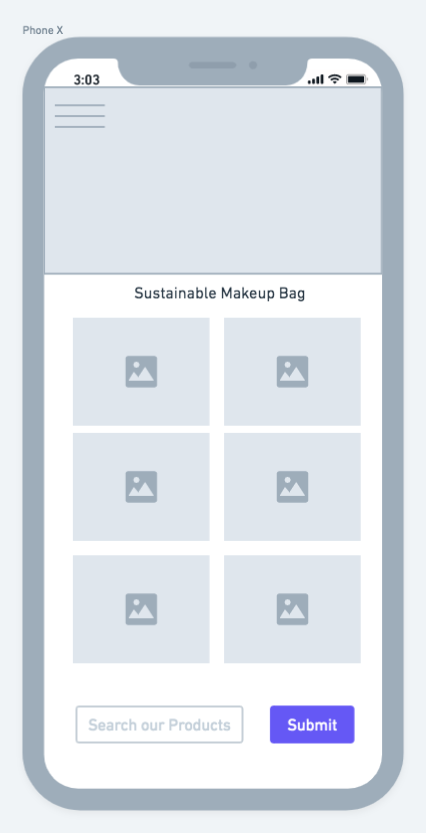 Phone X
3:03
Sustainable Makeup Bag
Search our Products
Submit